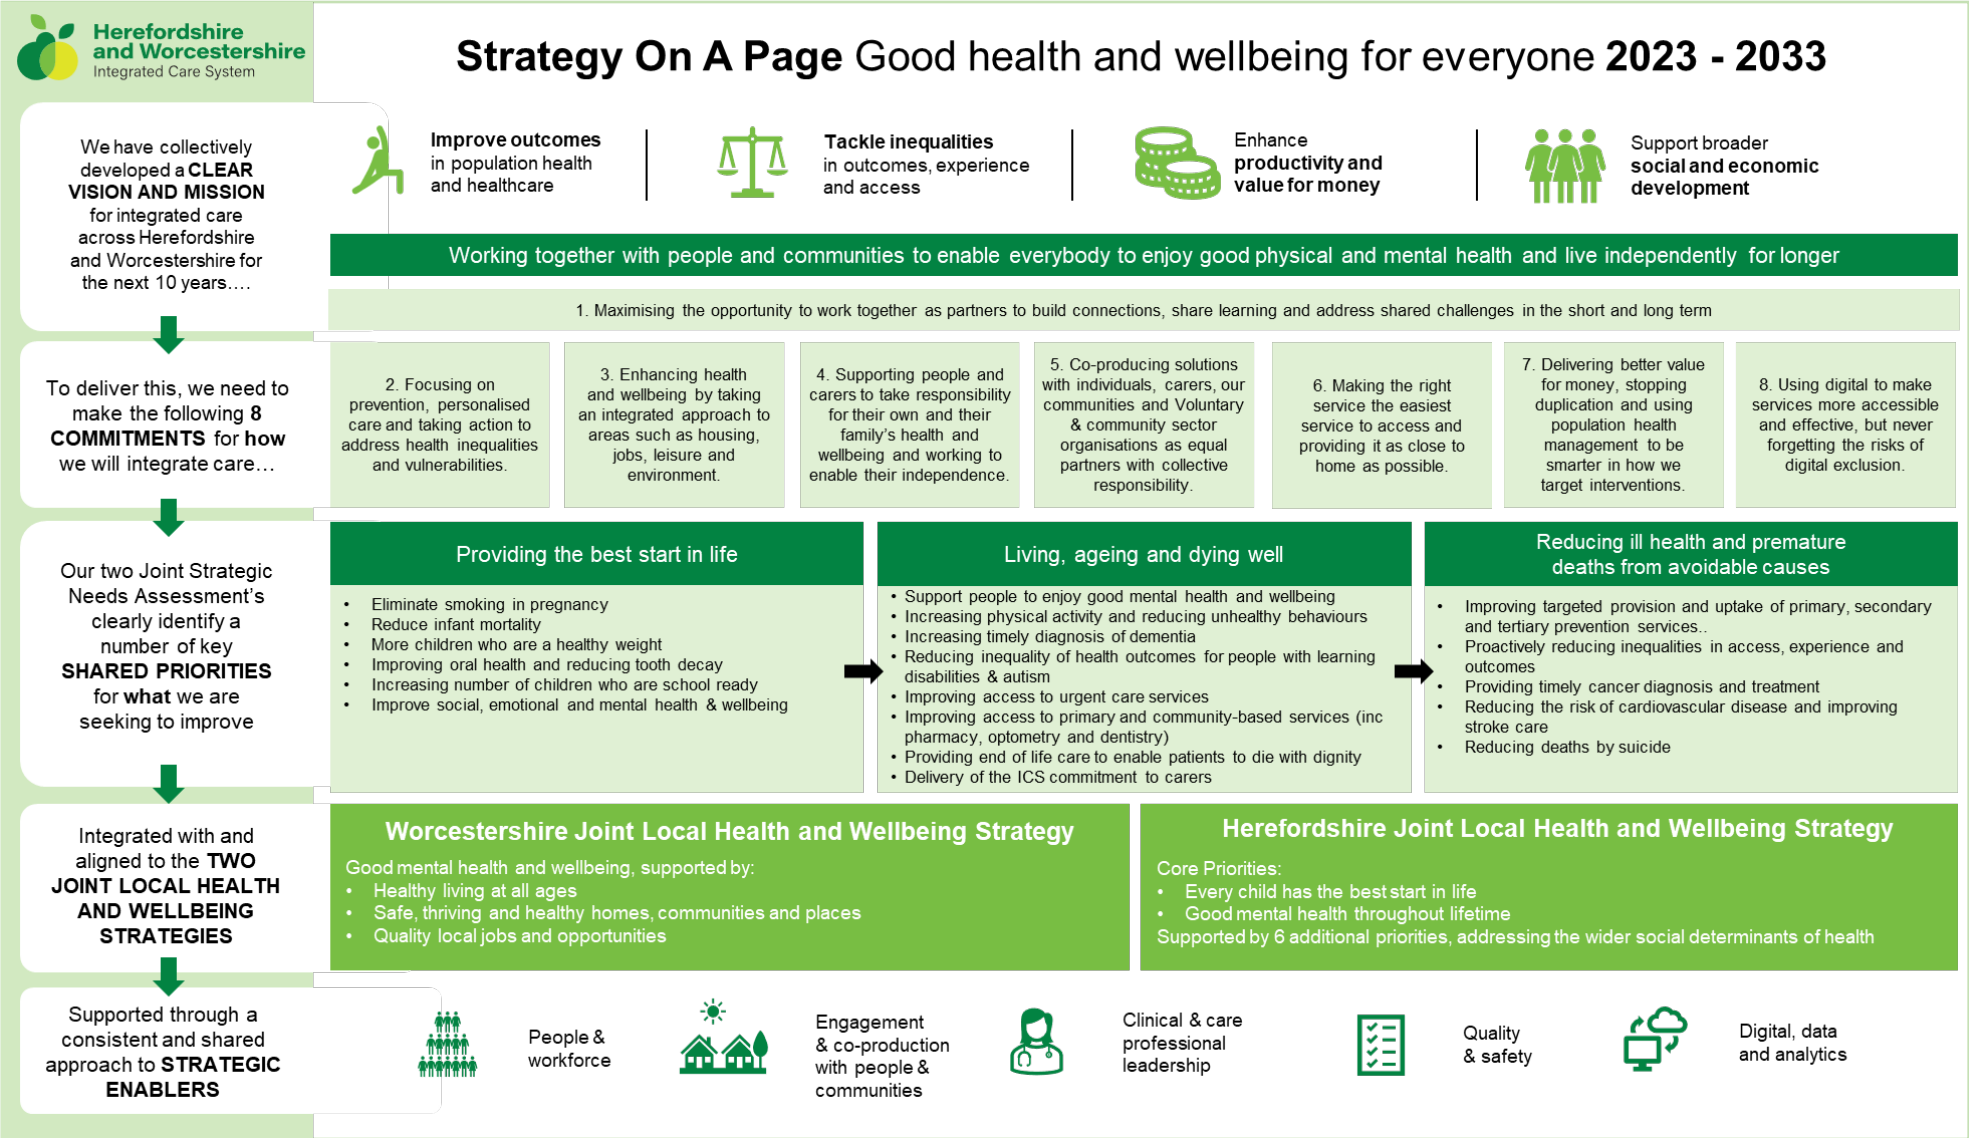 Herefordshire
and Worcestershire
Integrated Care System
Strategy On A Page Good health and wellbeing for everyone 2023 - 2033
We have collectively
developed a CLEAR
VISION AND MISSION
for integrated care
across Herefordshire
and Worcestershire for
the next 10 years….
Improve outcomes
in population health
and healthcare
Tackle inequalities
in outcomes, experience
and access
Enhance
productivity and
value for money
Support broader
social and economic
development
Working together with people and communities to enable everybody to enjoy good physical and mental health and live independently for longer
1. Maximising the opportunity to work together as partners to build connections, share learning and address shared challenges in the short and long term
To deliver this, we need to
make the following 8
COMMITMENTS for how
we will integrate care…
2. Focusing on
prevention, personalised
care and taking action to
address health inequalities
and vulnerabilities.
3. Enhancing health
and wellbeing by taking
an integrated approach to
areas such as housing,
jobs, leisure and
environment.
4. Supporting people and
carers to take responsibility
for their own and their
family's health and
wellbeing and working to
enable their independence.
5. Co-producing solutions
with individuals, carers, our
communities and Voluntary
& community sector
organisations as equal
partners with collective
responsibility.
6. Making the right
service the easiest
service to access and
providing it as close to
home as possible.
7. Delivering better value
for money, stopping
duplication and using
population health
management to be
smarter in how we
target interventions.
8. Using digital to make
services more accessible
and effective, but never
forgetting the risks of
digital exclusion.
Our two Joint Strategic
Needs Assessment's
clearly identify a
number of key
SHARED PRIORITIES
for what we are
seeking to improve
Providing the best start in life
• Eliminate smoking in pregnancy
• Reduce infant mortality
• More children who are a healthy weight
• Improving oral health and reducing tooth decay
• Increasing number of children who are school ready
• Improve social, emotional and mental health & wellbeing
Living, ageing and dying well
• Support people to enjoy good mental health and wellbeing
• Increasing physical activity and reducing unhealthy behaviours
• Increasing timely diagnosis of dementia
• Reducing inequality of health outcomes for people with learning
disabilities & autism
• Improving access to urgent care services
• Improving access to primary and community-based services (inc
pharmacy, optometry and dentistry)
• Providing end of life care to enable patients to die with dignity
• Delivery of the ICS commitment to carers
Reducing ill health and premature
deaths from avoidable causes
• Improving targeted provision and uptake of primary, secondary
and tertiary prevention services..
• Proactively reducing inequalities in access, experience and
outcomes
• Providing timely cancer diagnosis and treatment
• Reducing the risk of cardiovascular disease and improving
stroke care
• Reducing deaths by suicide
Integrated with and
aligned to the TWO
JOINT LOCAL HEALTH
AND WELLBEING
STRATEGIES
Worcestershire Joint Local Health and Wellbeing Strategy
Good mental health and wellbeing, supported by:
• Healthy living at all ages
• Safe, thriving and healthy homes, communities and places
• Quality local jobs and opportunities
Herefordshire Joint Local Health and Wellbeing Strategy
Core Priorities:
• Every child has the best start in life
• Good mental health throughout lifetime
Supported by 6 additional priorities, addressing the wider social determinants of health
Supported through a
consistent and shared
approach to STRATEGIC
ENABLERS
People &
workforce
Engagement
& co-production
with people &
communities
Clinical & care
professional
leadership
Quality
& safety
Digital, data
and analytics